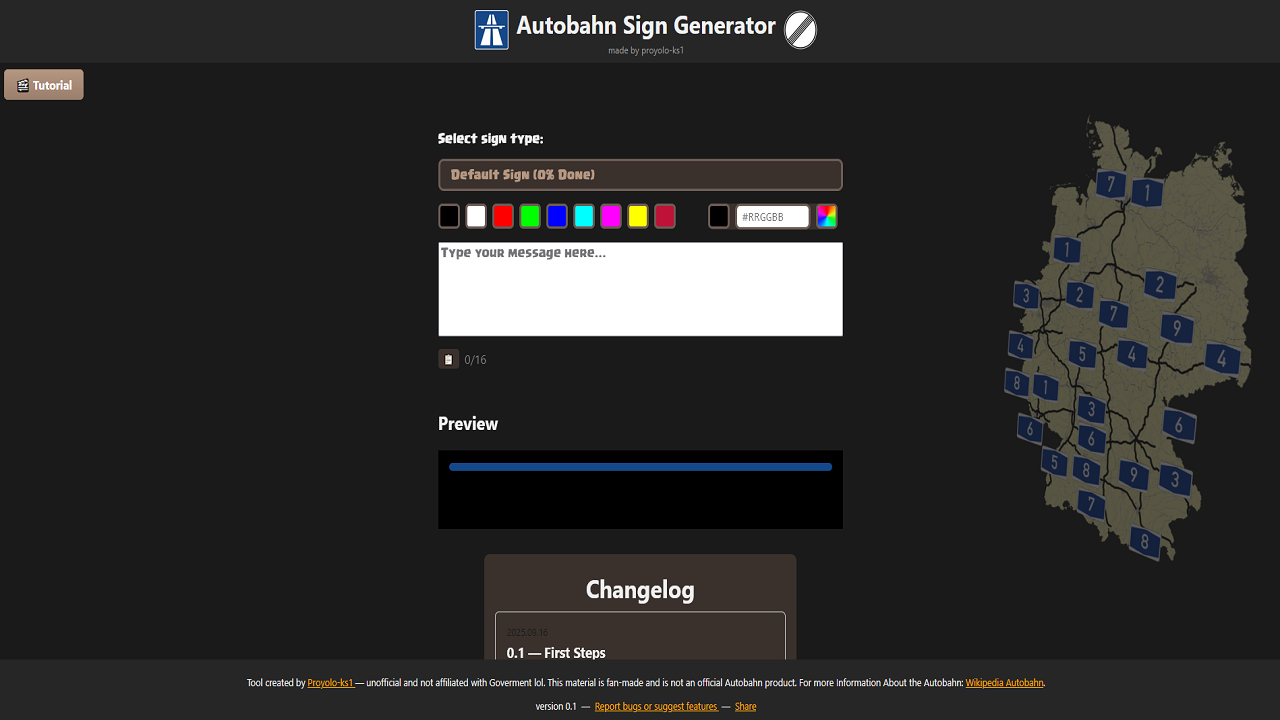 Autobahn Sign Generator
made by proyolo-ks1
Tutorial
Select sign type:
Default Sign (0% Done)
#RRGGBB
Type your message here...
0/16
Preview
7
1
1
3
2
7
2
9
4
5
4
4
8
1
3
6
6
6
5
8
9
3
7
8
Changelog
2025.09.16
0.1 — First Steps
Tool created by Proyolo-ks1 — unofficial and not affiliated with Goverment lol. This material is fan-made and is not an official Autobahn product. For more Information About the Autobahn: Wikipedia Autobahn.
version 0.1 — Report bugs or suggest features — Share